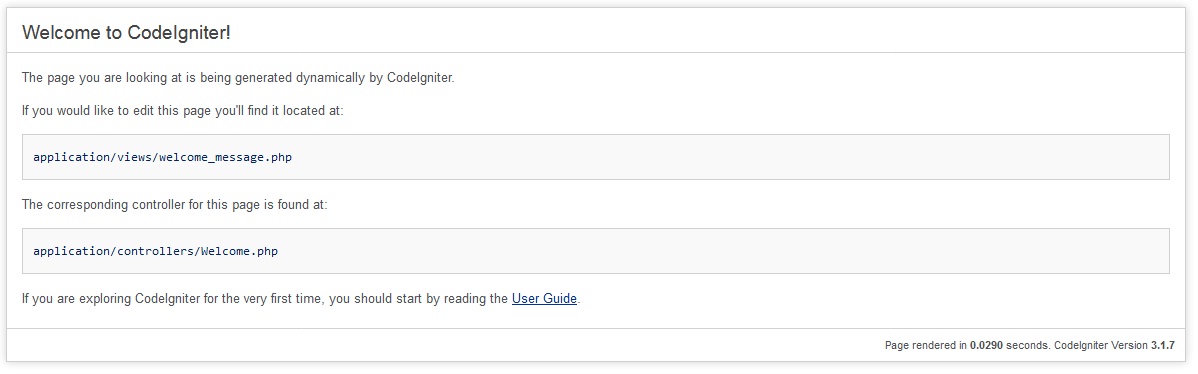 Welcome to CodeIgniter!
The page you are looking at is being generated dynamically by CodeIgniter.
If you would like to edit this page you'll find it located at:
application/views/welcome_message.php
The corresponding controller for this page is found at:
application/controllers/Welcome.php
If you are exploring CodeIgniter for the very first time, you should start by reading the User Guide.
Page rendered in 0.0290 seconds. CodeIgniter Version 3.1.7